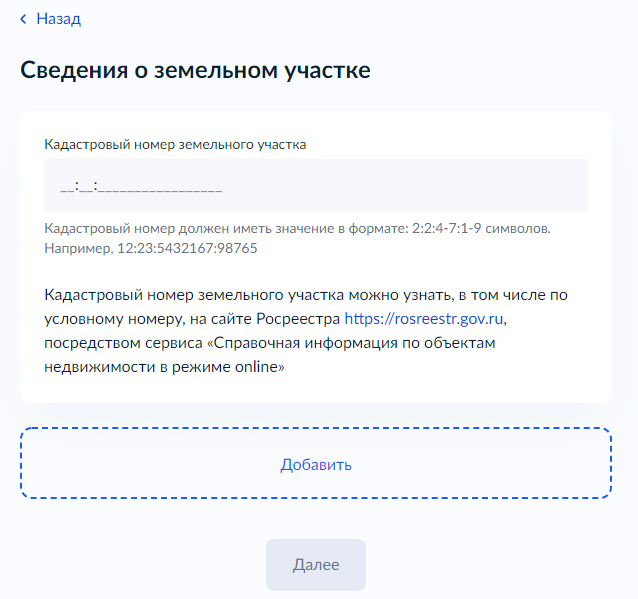 Назад
Сведения о земельном участке
Кадастровый номер земельного участка
__:__:_________________
Кадастровый номер должен иметь значение в формате: 2:2:4-7:1-9 символов.
Например, 12:23:5432167:98765
Кадастровый номер земельного участка можно узнать, в том числе по
условному номеру, на сайте Росреестра https://rosreestr.gov.ru,
посредством сервиса «Справочная информация по объектам
недвижимости в режиме online»
Добавить
Далее